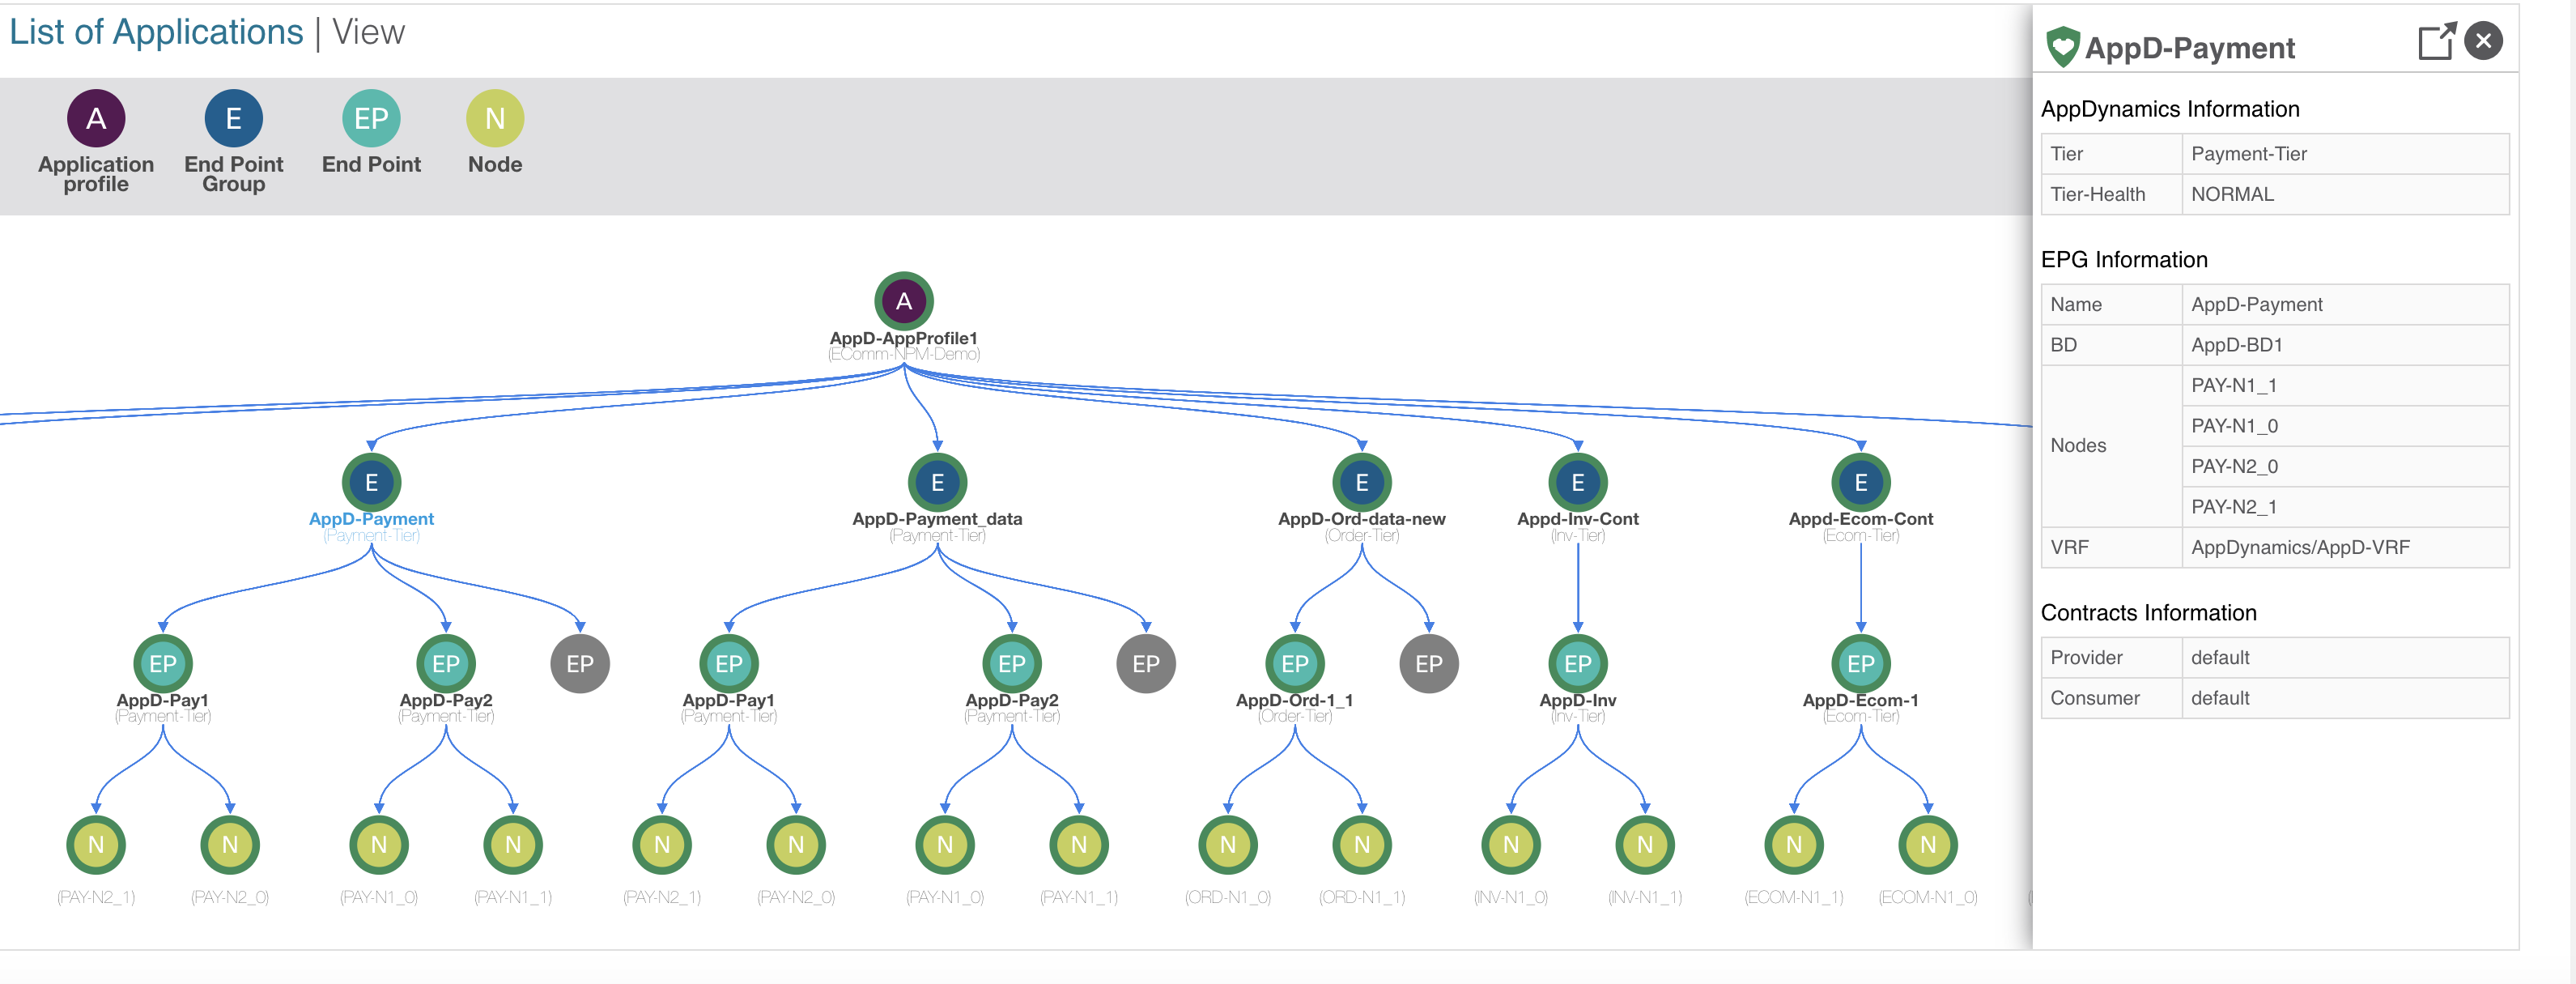 List of Applications | View
A
E
EP
N
Application profile
End Point Group
End Point
Node
A
AppD-AppProfile1
(EComm-NPM-Demo)
E
E
E
E
E
AppD-Payment
AppD-Payment_data
AppD-Ord-data-new
Appd-Inv-Cont
Appd-Ecom-Cont
(Payment-Tier)
(Payment-Tier)
(Order-Tier)
(Inv-Tier)
(Ecom-Tier)
EP
EP
EP
EP
EP
EP
EP
EP
EP
EP
AppD-Pay1
AppD-Pay2
AppD-Pay1
AppD-Pay2
AppD-Ord-1_1
AppD-Inv
AppD-Ecom-1
(Payment-Tier)
(Payment-Tier)
(Payment-Tier)
(Payment-Tier)
(Order-Tier)
(Inv-Tier)
(Ecom-Tier)
N
N
N
N
N
N
N
N
N
N
N
N
N
N
(PAY-N2_1)
(PAY-N2_0)
(PAY-N1_0)
(PAY-N1_1)
(PAY-N2_1)
(PAY-N2_0)
(PAY-N1_0)
(PAY-N1_1)
(ORD-N1_0)
(ORD-N1_1)
(INV-N1_0)
(INV-N1_1)
(ECOM-N1_1)
(ECOM-N1_0)
AppD-Payment
AppDynamics Information
Tier Payment-Tier
Tier-Health NORMAL
EPG Information
Name AppD-Payment
BD AppD-BD1
Nodes
PAY-N1_1
PAY-N1_0
PAY-N2_0
PAY-N2_1
VRF AppDynamics/AppD-VRF
Contracts Information
Provider default
Consumer default